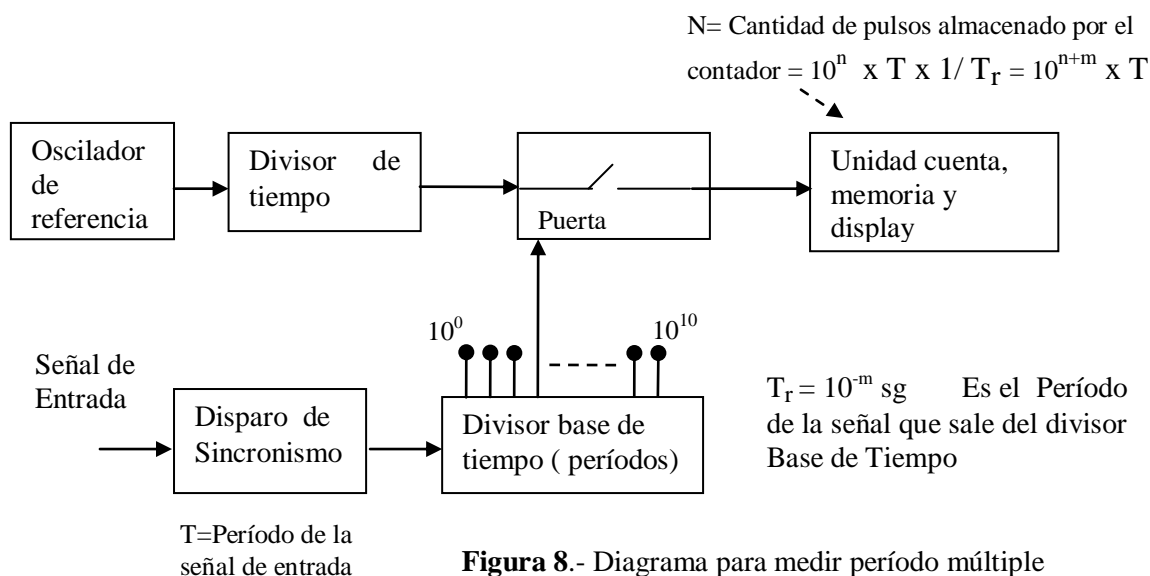 N= Cantidad de pulsos almacenado por el
contador = 10^n x T x 1/ T_r = 10^{n+m} x T
Oscilador
de
referencia
Divisor de
tiempo
Puerta
Unidad cuenta,
memoria y
display
10^0
10^10
Señal de
Entrada
Disparo de
Sincronismo
Divisor base de
tiempo ( períodos)
T_r = 10^-m sg Es el Período
de la señal que sale del divisor
Base de Tiempo
T=Período de la
señal de entrada
Figura 8.- Diagrama para medir período múltiple